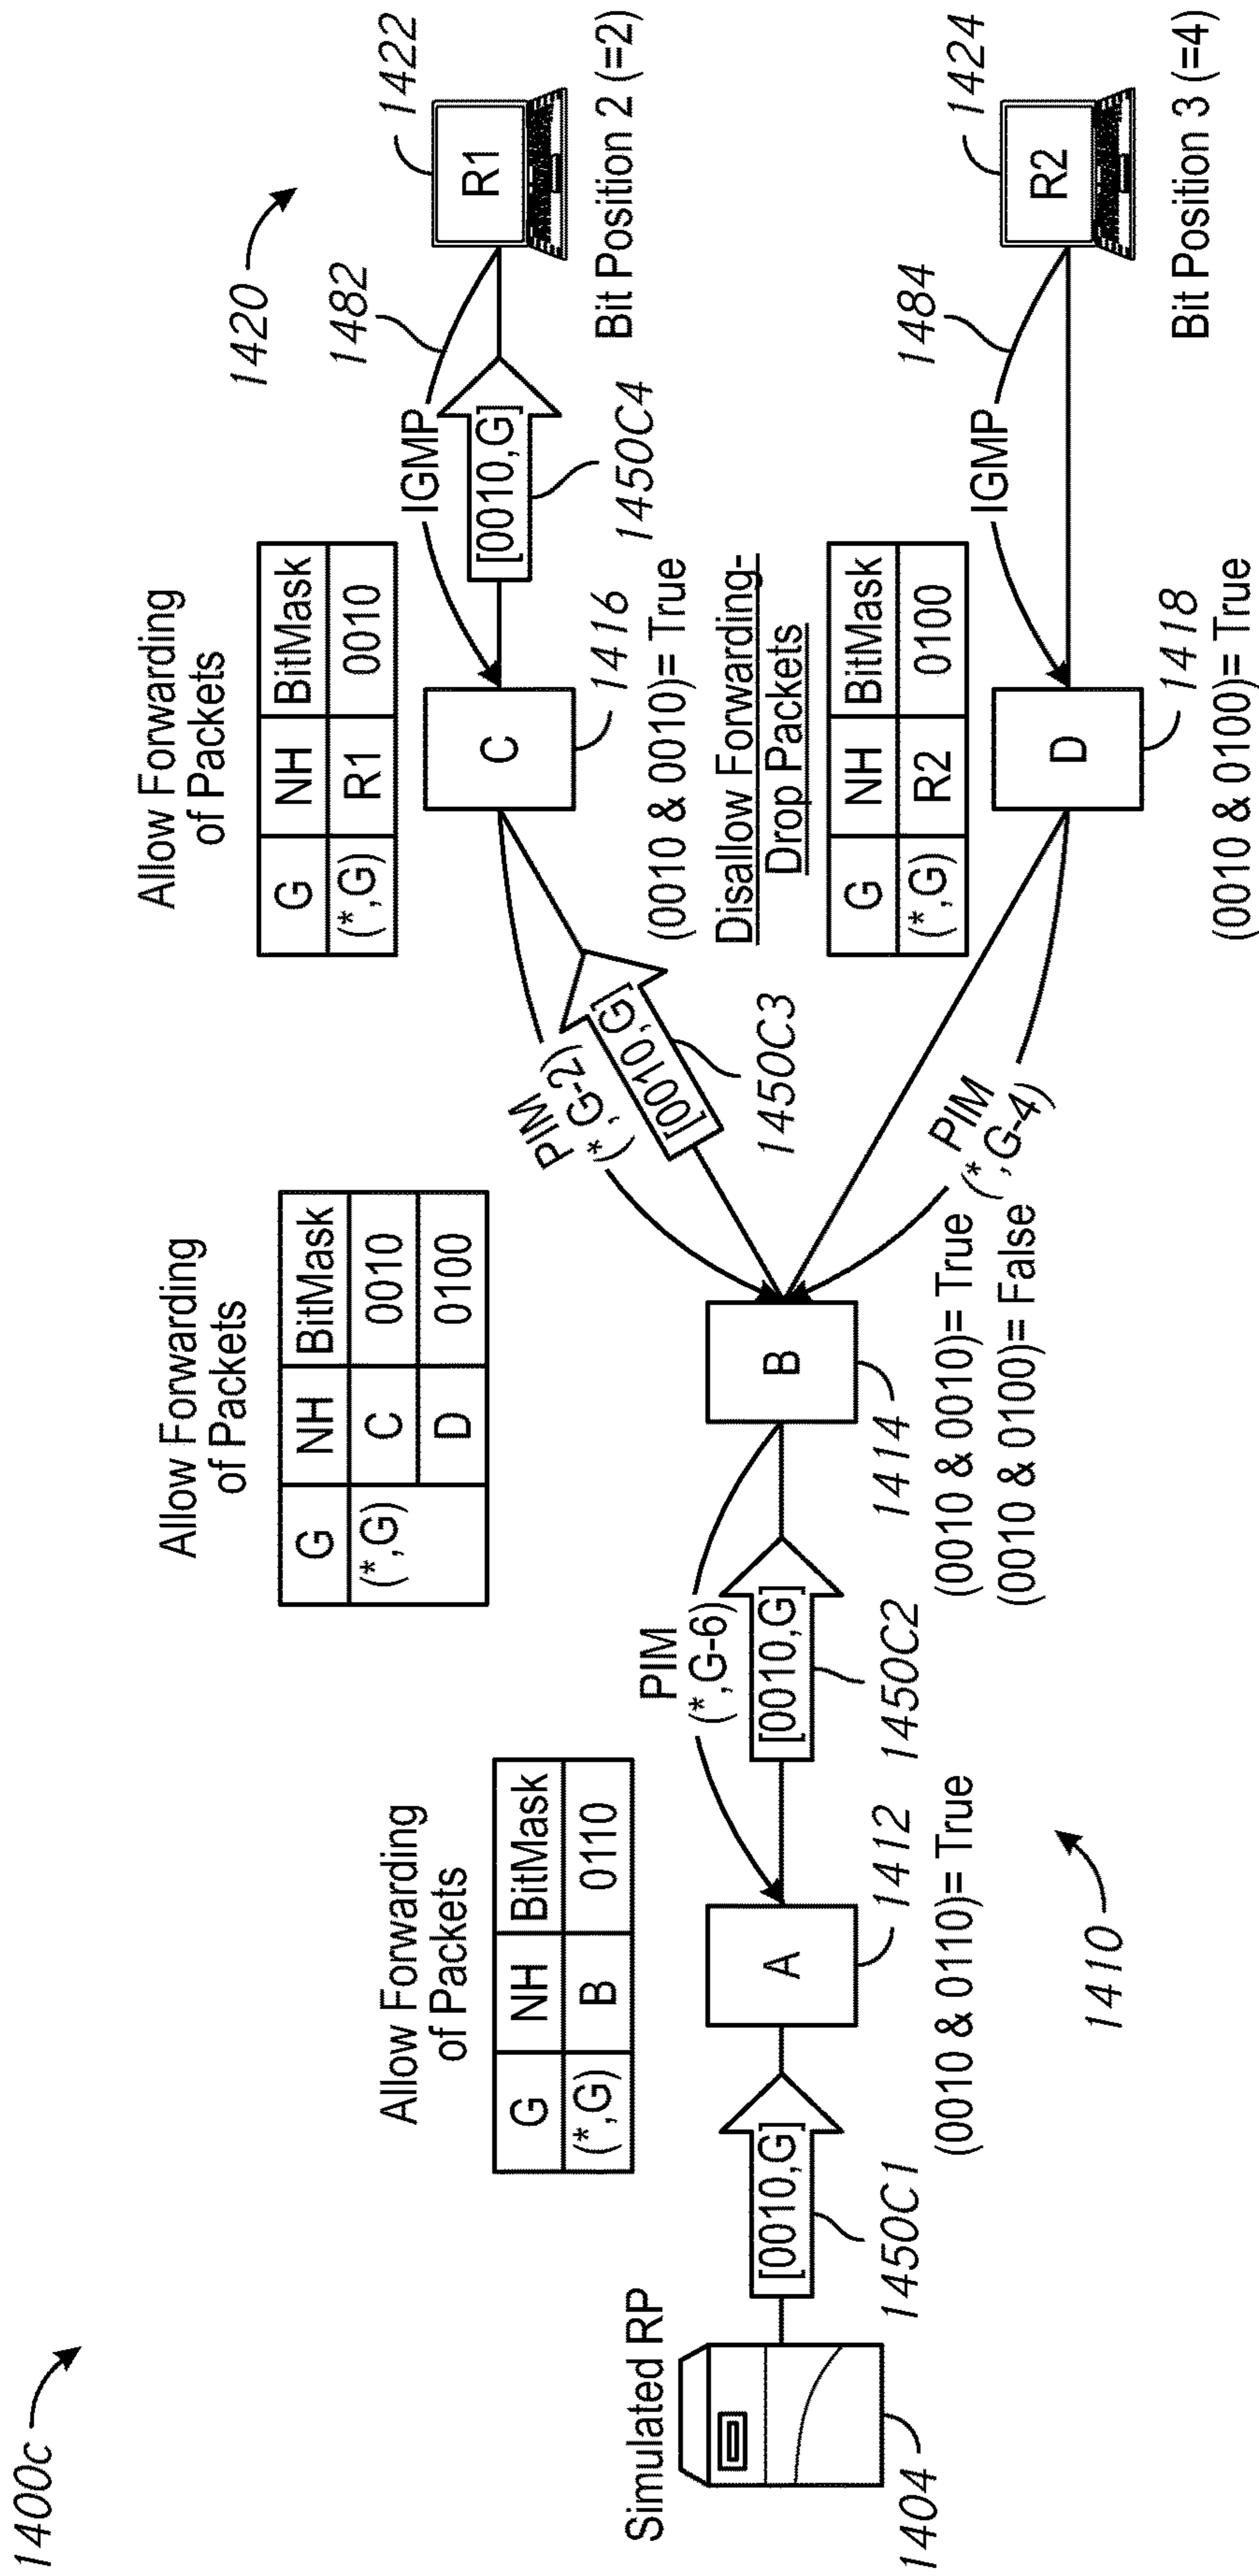 1400c
Simulated RP
1404
[0010,G]
1450C1
Allow Forwarding
of Packets
G NH BitMask
(*,G) B 0110
A
1412
(0010 & 0110)= True
1410
PIM
(*,G-6)
[0010,G]
1450C2
Allow Forwarding
of Packets
G NH BitMask
(*,G) C 0010
D 0100
B
1414
(0010 & 0010)= True
(0010 & 0100)= False
PIM
(*,G-2)
[0010,G]
1450C3
PIM
(*,G-4)
Allow Forwarding
of Packets
G NH BitMask
(*,G) R1 0010
C
1416
(0010 & 0010)= True
Disallow Forwarding-
Drop Packets
G NH BitMask
(*,G) R2 0100
D
1418
(0010 & 0100)= True
1420
IGMP
1482
[0010,G]
1450C4
R1
1422
Bit Position 2 (=2)
IGMP
1484
R2
1424
Bit Position 3 (=4)